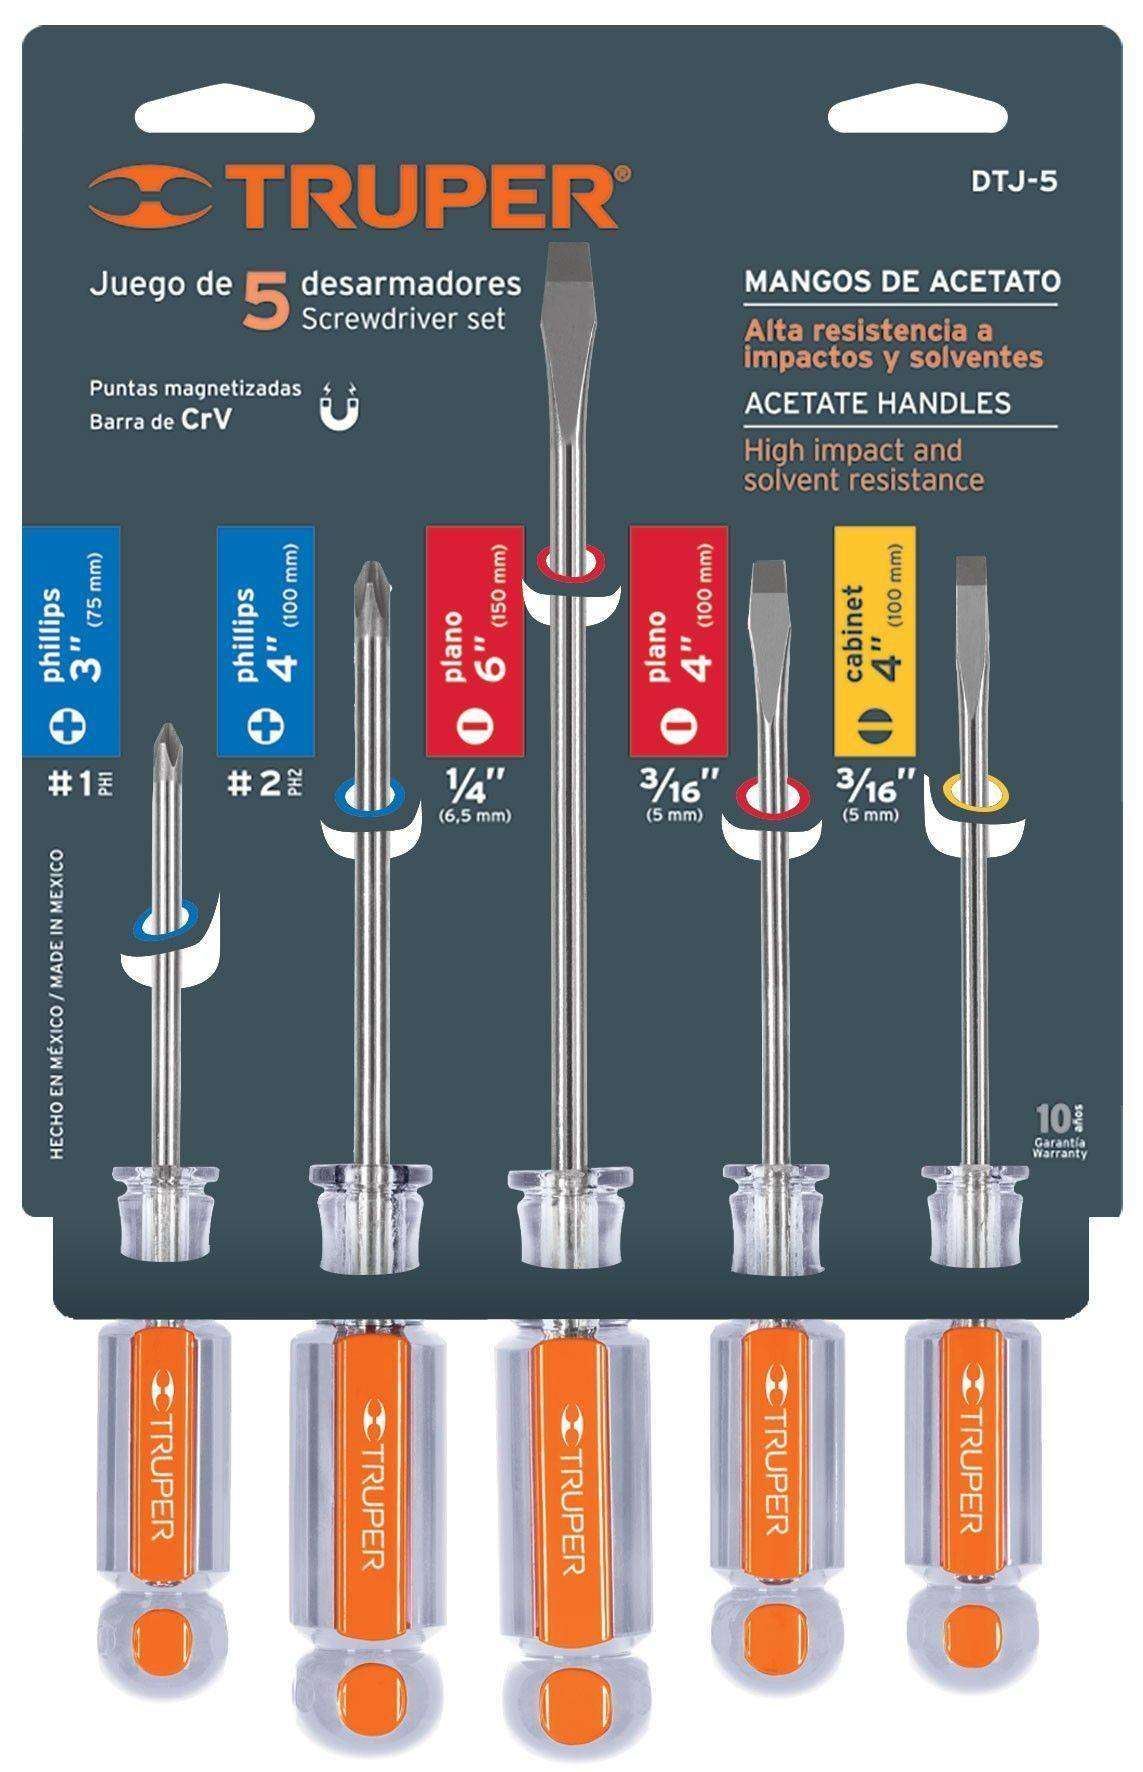 TRUPER®
DTJ-5
Juego de 5 desarmadores
Screwdriver set
Puntas magnetizadas
Barra de CrV
MANGOS DE ACETATO
Alta resistencia a
impactos y solventes
ACETATE HANDLES
High impact and
solvent resistance
phillips
3" (75 mm)
#1 PH1
phillips
4" (100 mm)
#2 PH2
plano
6" (150 mm)
1/4"
(6,5 mm)
plano
4" (100 mm)
3/16"
(5 mm)
cabinet
4" (100 mm)
3/16"
(5 mm)
HECHO EN MÉXICO / MADE IN MEXICO
10 años
Garantía
Warranty
TRUPER
TRUPER
TRUPER
TRUPER
TRUPER